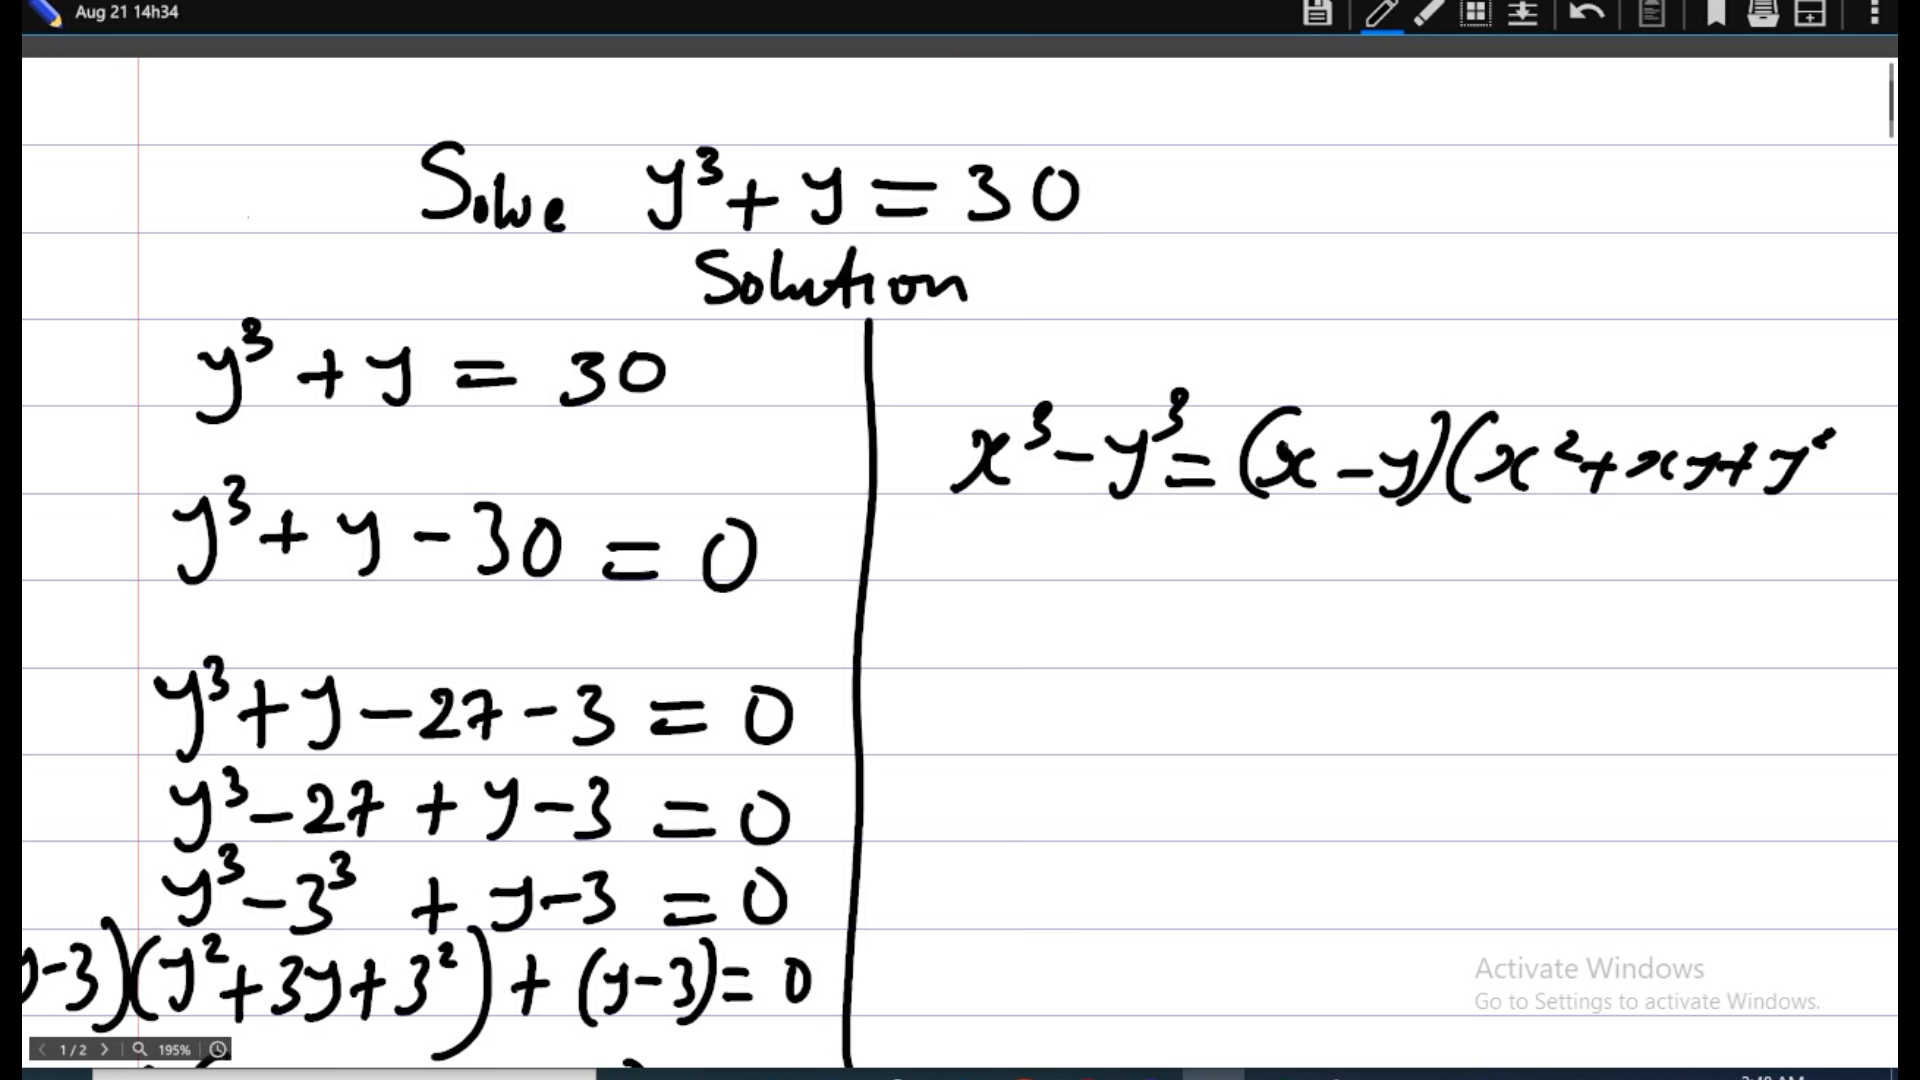 Aug 21 14h34
Solve y³ + y = 30
Solution
y³ + y = 30
y³ + y - 30 = 0
y³ + y - 27 - 3 = 0
y³ - 27 + y - 3 = 0
y³ - 3³ + y - 3 = 0
y-3)(y² + 3y + 3²) + (y-3) = 0
x³ - y³ = (x - y)(x² + xy + y²
Activate Windows
Go to Settings to activate Windows.
1 / 2 195%